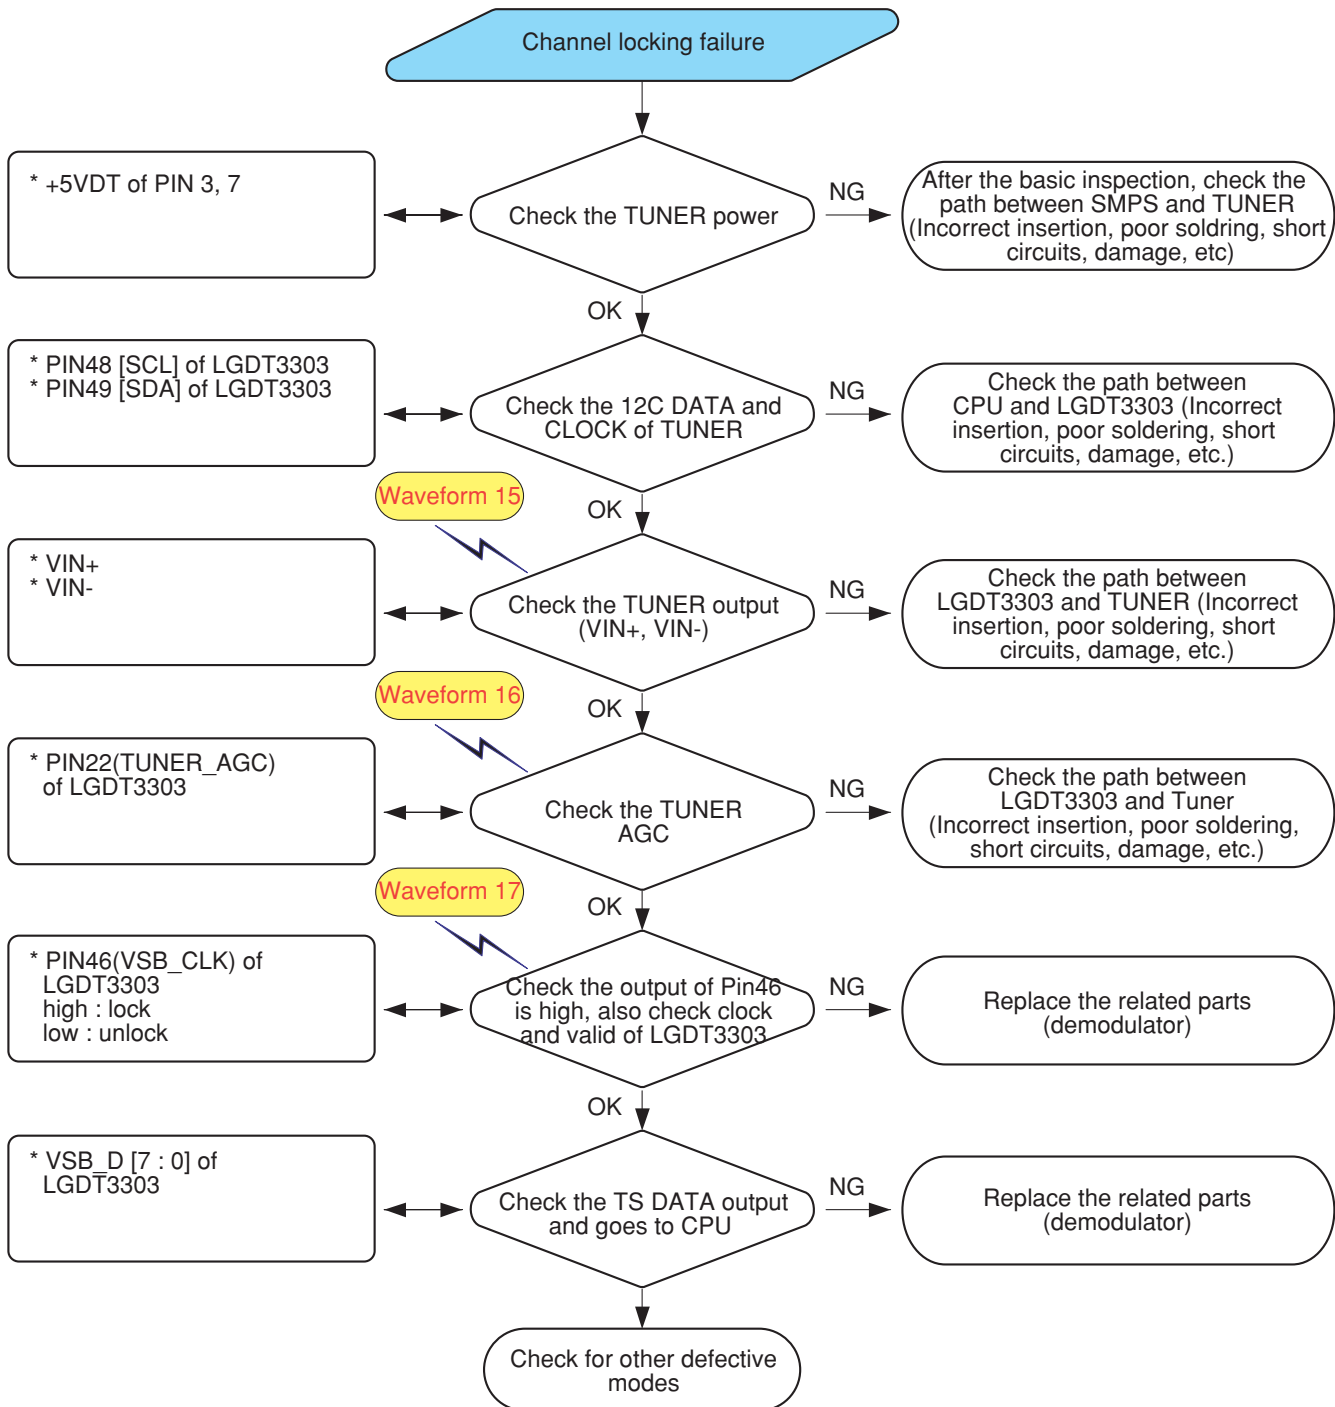 Channel locking failure
* +5VDT of PIN 3, 7
Check the TUNER power
NG
After the basic inspection, check the
path between SMPS and TUNER
(Incorrect insertion, poor soldring, short
circuits, damage, etc)
OK
* PIN48 [SCL] of LGDT3303
* PIN49 [SDA] of LGDT3303
Check the 12C DATA and
CLOCK of TUNER
NG
Check the path between
CPU and LGDT3303 (Incorrect
insertion, poor soldering, short
circuits, damage, etc.)
Waveform 15
OK
* VIN+
* VIN-
Check the TUNER output
(VIN+, VIN-)
NG
Check the path between
LGDT3303 and TUNER (Incorrect
insertion, poor soldering, short
circuits, damage, etc.)
Waveform 16
OK
* PIN22(TUNER_AGC)
of LGDT3303
Check the TUNER
AGC
NG
Check the path between
LGDT3303 and Tuner
(Incorrect insertion, poor soldering,
short circuits, damage, etc.)
Waveform 17
OK
* PIN46(VSB_CLK) of
LGDT3303
high : lock
low : unlock
Check the output of Pin46
is high, also check clock
and valid of LGDT3303
NG
Replace the related parts
(demodulator)
OK
* VSB_D [7 : 0] of
LGDT3303
Check the TS DATA output
and goes to CPU
NG
Replace the related parts
(demodulator)
Check for other defective
modes